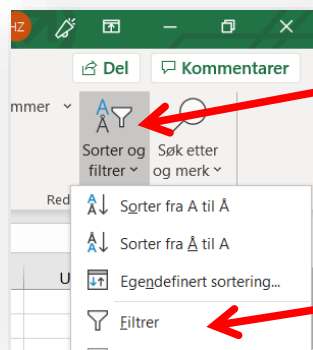 HZ
Del Kommentarer
mmer
A
Å
Sorter og Søk etter
filtrer og merk
Red
Sorter fra A til Å
Sorter fra Å til A
U
Egendefinert sortering...
Filtrer